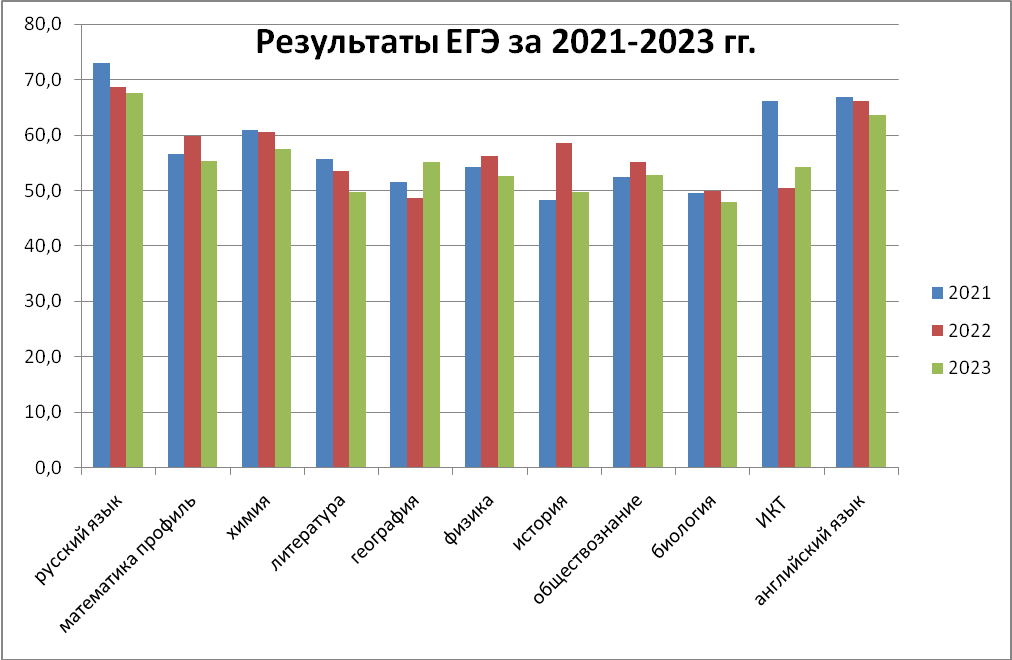 Результаты ЕГЭ за 2021-2023 гг.
80,0
70,0
60,0
50,0
40,0
30,0
20,0
10,0
0,0
русский язык
математика профиль
химия
литература
география
физика
история
обществознание
биология
ИКТ
английский язык
2021
2022
2023